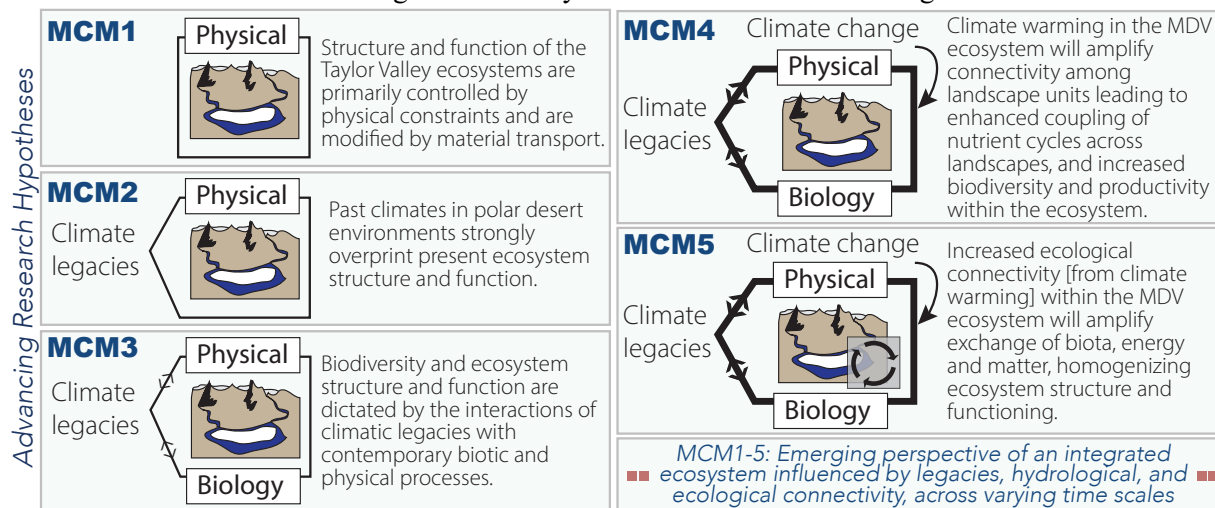 Advancing Research Hypotheses
MCM1
Physical
Structure and function of the
Taylor Valley ecosystems are
primarily controlled by
physical constraints and are
modified by material transport.
MCM2
Physical
Climate
legacies
Past climates in polar desert
environments strongly
overprint present ecosystem
structure and function.
MCM3
Physical
Climate
legacies
Biology
Biodiversity and ecosystem
structure and function are
dictated by the interactions of
climatic legacies with
contemporary biotic and
physical processes.
MCM4
Climate change
Physical
Climate
legacies
Biology
Climate warming in the MDV
ecosystem will amplify
connectivity among
landscape units leading to
enhanced coupling of
nutrient cycles across
landscapes, and increased
biodiversity and productivity
within the ecosystem.
MCM5
Climate change
Physical
Climate
legacies
Biology
Increased ecological
connectivity [from climate
warming] within the MDV
ecosystem will amplify
exchange of biota, energy
and matter, homogenizing
ecosystem structure and
functioning.
MCM1-5: Emerging perspective of an integrated
ecosystem influenced by legacies, hydrological, and
ecological connectivity, across varying time scales